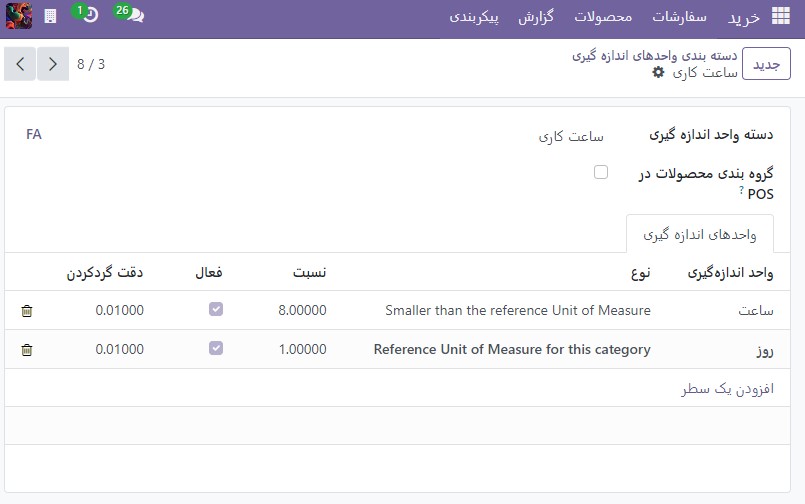 خرید سفارشات محصولات گزارش پیکربندی 26 1
جدید
دسته بندی واحدهای اندازه گیری
ساعت کاری
8 / 3
دسته واحد اندازه گیری ساعت کاری FA
گروه بندی محصولات در
POS ?
واحدهای اندازه گیری
واحد اندازه‌گیری نوع نسبت فعال دقت گردکردن
ساعت Smaller than the reference Unit of Measure 8.00000 0.01000
روز Reference Unit of Measure for this category 1.00000 0.01000
افزودن یک سطر